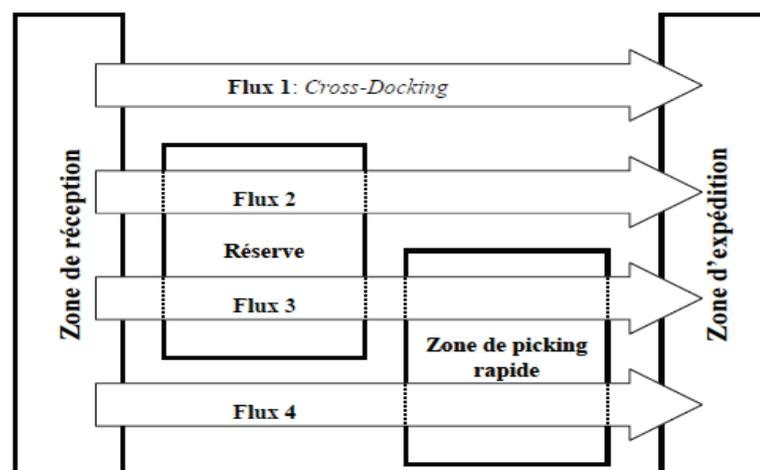 Zone de réception
Flux 1: Cross-Docking
Flux 2
Réserve
Flux 3
Zone de picking
rapide
Flux 4
Zone d’expédition